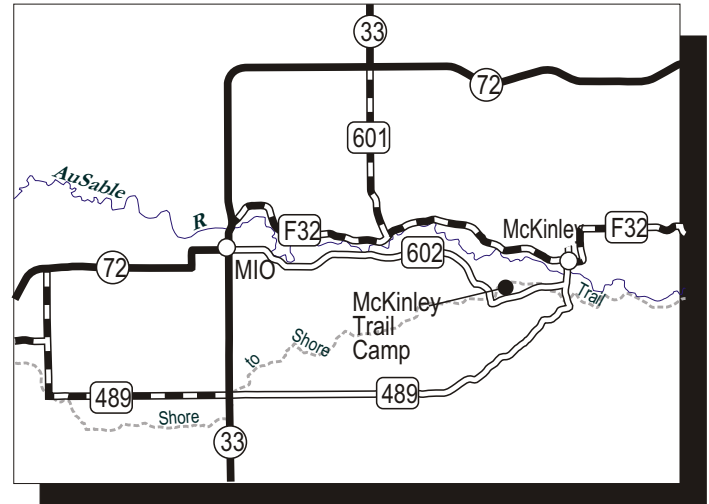 33
72
601
AuSable
R
F32
McKinley
F32
602
72
MIO
McKinley
Trail
Camp
Trail
Shore
to
489
489
Shore
33